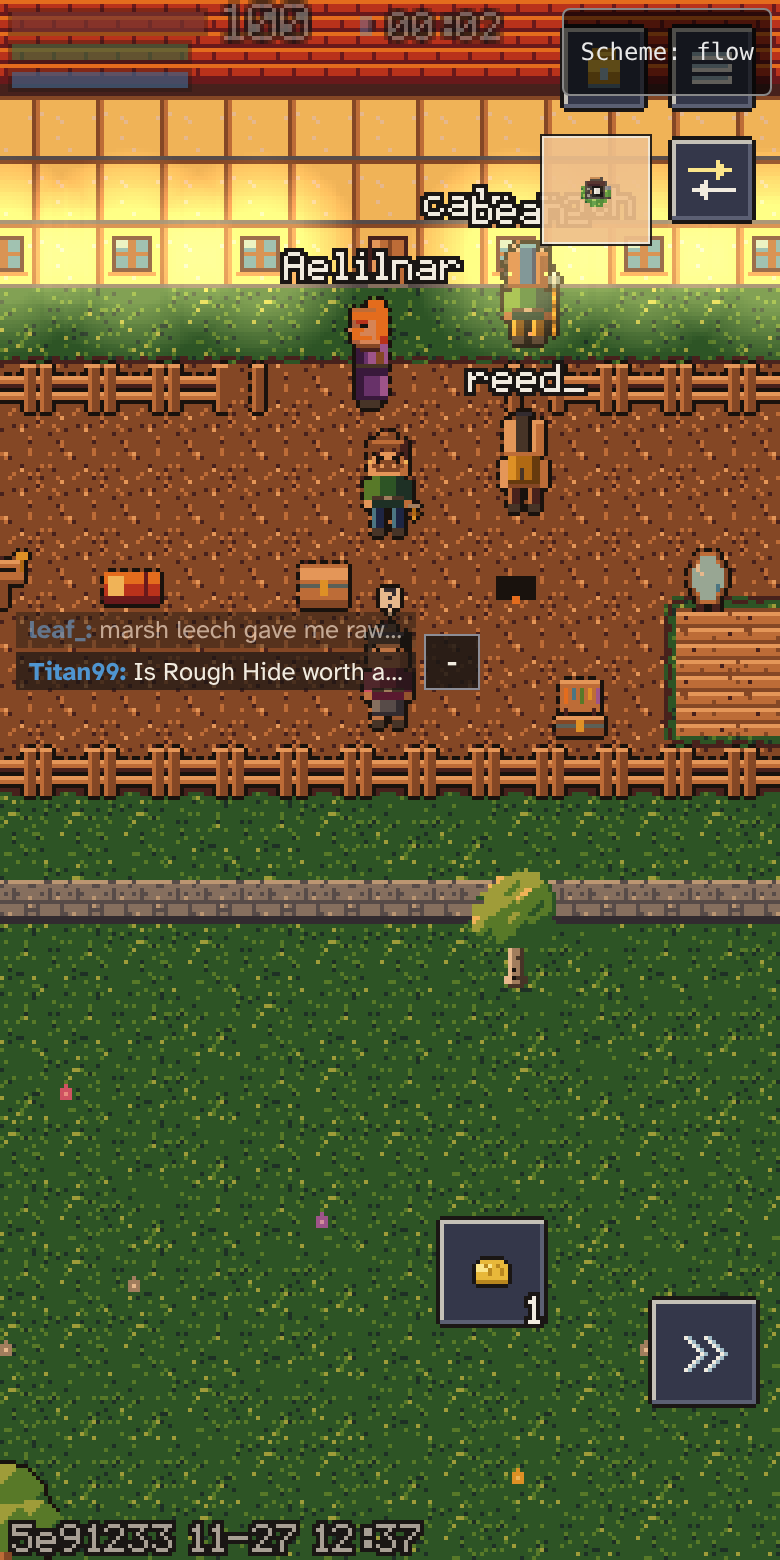 100 00:02
Scheme: flow
bea
Aelilnar
reed_
leaf_: marsh leech gave me raw...
Titan99: Is Rough Hide worth a...
-
1
5e91233 11-27 12:37